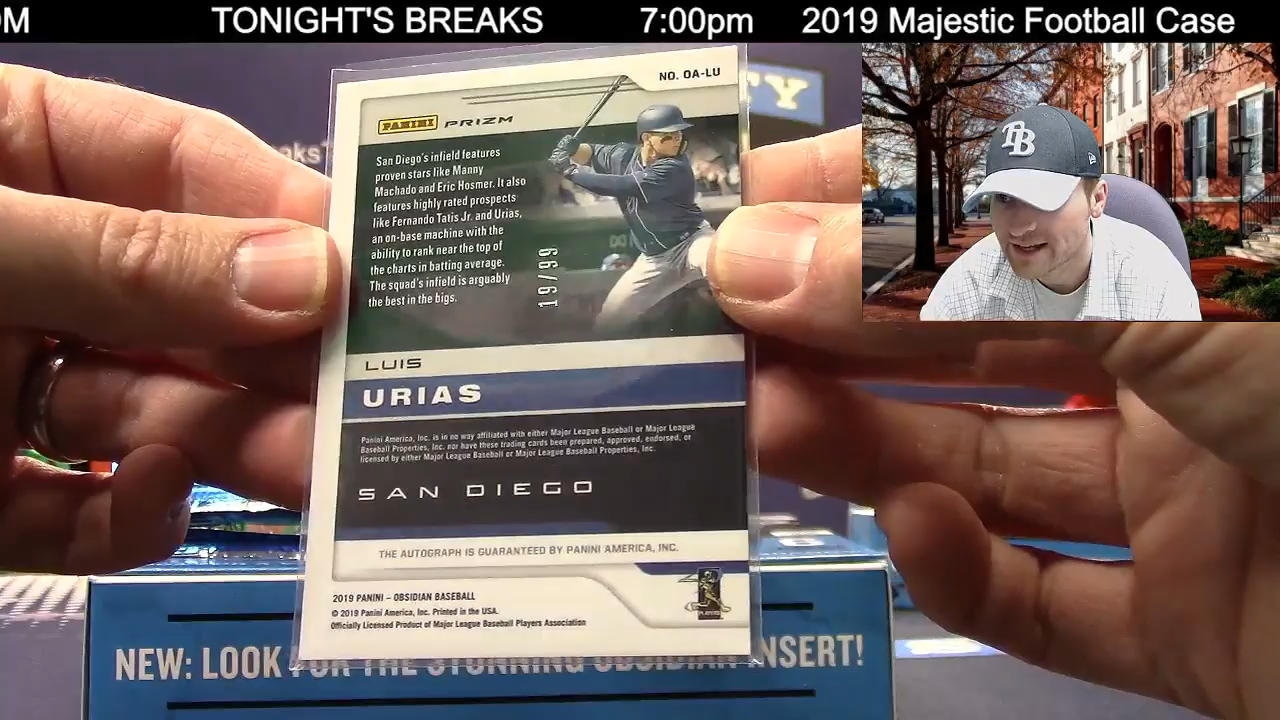 OM TONIGHT'S BREAKS 7:00pm 2019 Majestic Football Case
NO. OA-LU
PANINI PRIZM
San Diego's infield features
proven stars like Manny
Machado and Eric Hosmer. It also
features highly rated prospects
like Fernando Tatis Jr. and Urias,
an on-base machine with the
ability to rank near the top of
the charts in batting average.
The squad's infield is arguably
the best in the bigs.
19/99
TB
LUIS
URIAS
Panini America, Inc. is in no way affiliated with either Major League Baseball or Major League
Baseball Properties, Inc. nor have these trading cards been prepared, approved, endorsed, or
licensed by either Major League Baseball or Major League Baseball Properties, Inc.
SAN DIEGO
THE AUTOGRAPH IS GUARANTEED BY PANINI AMERICA, INC.
2019 PANINI – OBSIDIAN BASEBALL
© 2019 Panini America, Inc. Printed in the USA.
Officially Licensed Product of Major League Baseball Players Association
PLAYERS
NEW: LOOK FOR THE STUNNING OBSIDIAN INSERT!